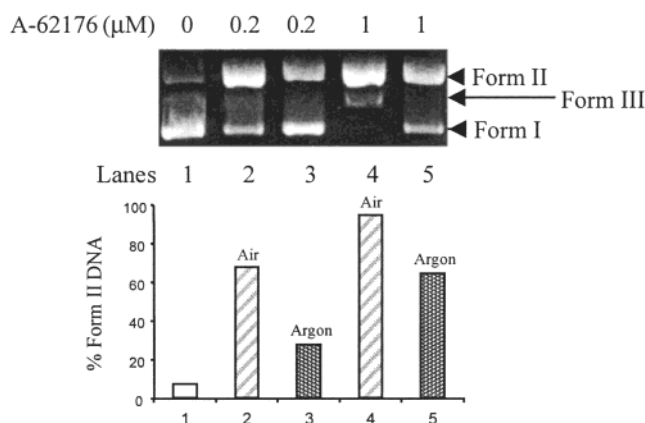 A-62176 (μM) 0 0.2 0.2 1 1
Form II
Form III
Form I
Lanes 1 2 3 4 5
100
80
60
40
20
0
% Form II DNA
Air
Argon
Air
Argon
1 2 3 4 5